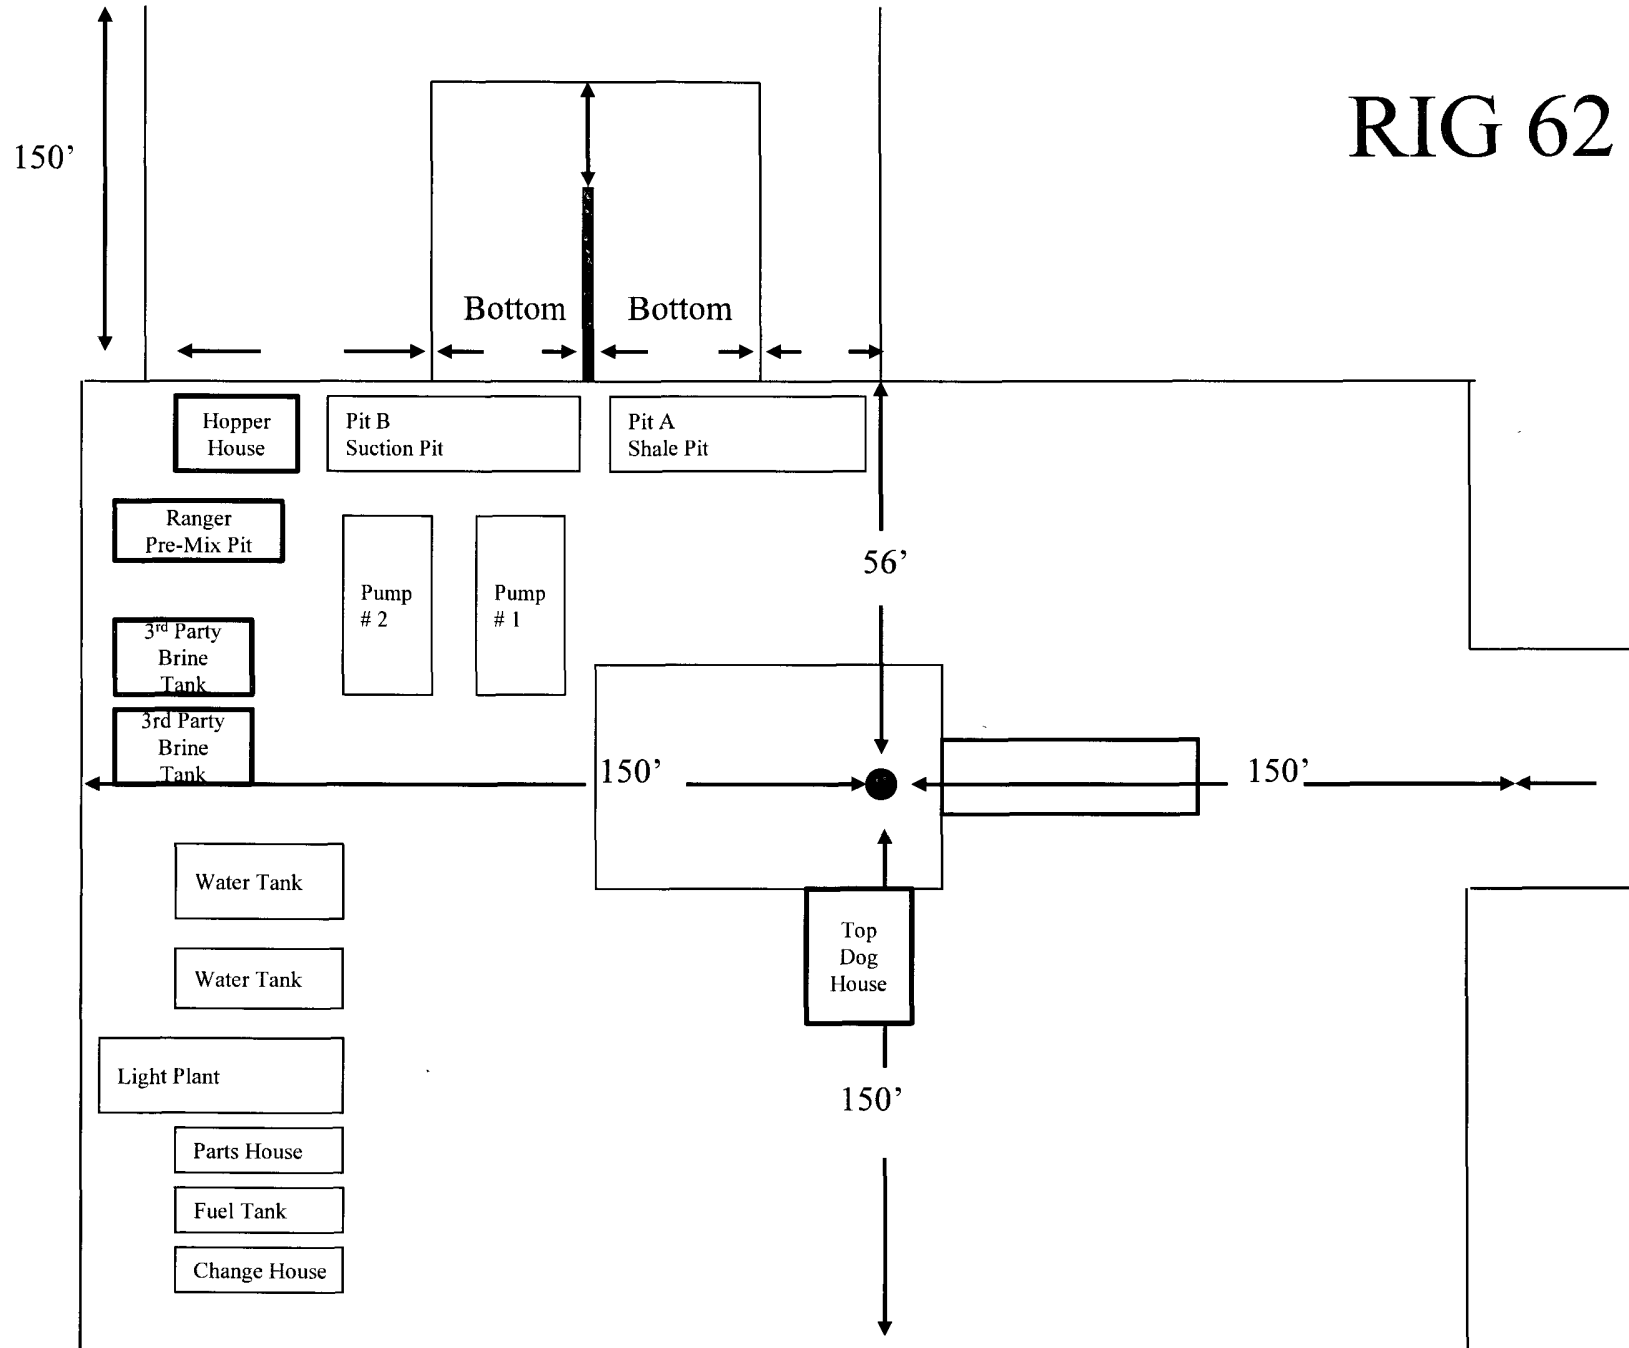 RIG 62
150’
Bottom
Bottom
Hopper
House
Pit B
Suction Pit
Pit A
Shale Pit
Ranger
Pre-Mix Pit
56’
Pump
# 2
Pump
# 1
3rd Party
Brine
Tank
3rd Party
Brine
Tank
150’
150’
Water Tank
Top
Dog
House
Water Tank
Light Plant
150’
Parts House
Fuel Tank
Change House